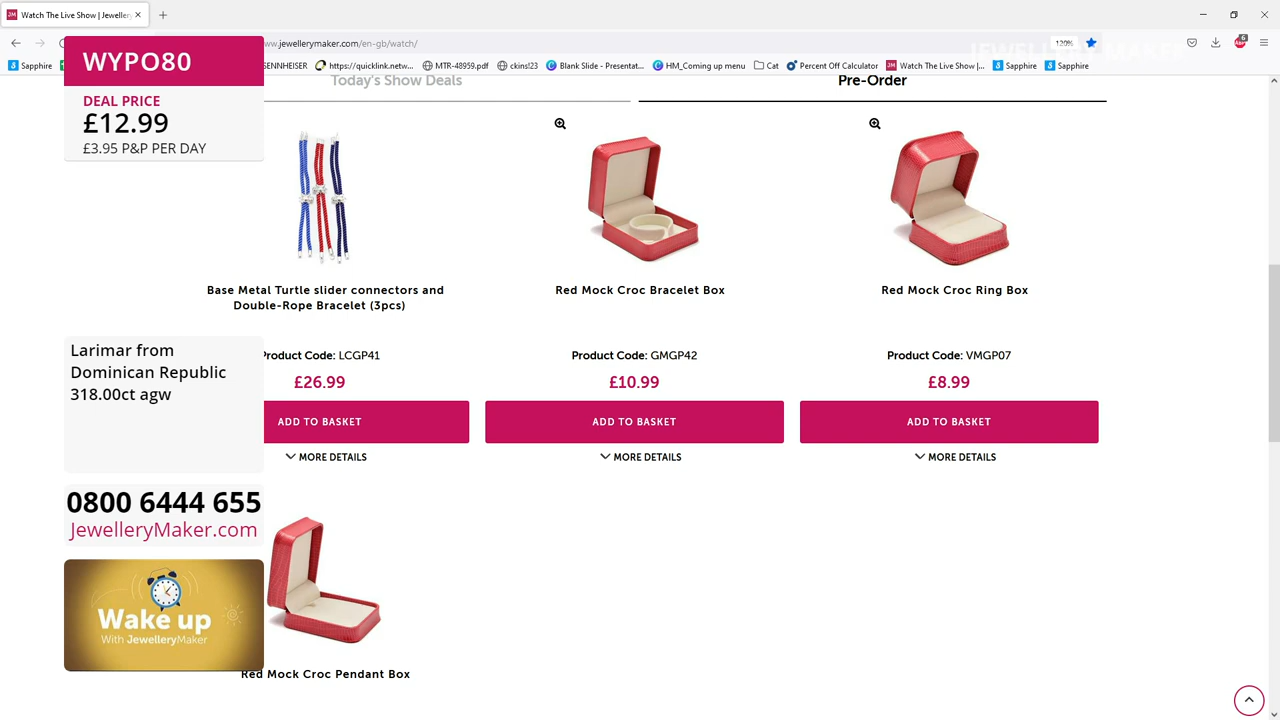 Watch The Live Show | Jeweller
www.jewellerymaker.com/en-gb/watch/
120%
6
JEWELLERY MAKER
Sapphire
SENNHEISER
https://quicklink.netwo...
MTR-48959.pdf
ckins!23
Blank Slide - Presentat...
HM_Coming up menu
Cat
Percent Off Calculator
Watch The Live Show |...
Sapphire
Sapphire
WYPO80
DEAL PRICE
£12.99
£3.95 P&P PER DAY
Today's Show Deals
Pre-Order
Base Metal Turtle slider connectors and
Double-Rope Bracelet (3pcs)
Red Mock Croc Bracelet Box
Red Mock Croc Ring Box
Product Code: LCGP41
Product Code: GMGP42
Product Code: VMGP07
£26.99
£10.99
£8.99
ADD TO BASKET
ADD TO BASKET
ADD TO BASKET
MORE DETAILS
MORE DETAILS
MORE DETAILS
Larimar from
Dominican Republic
318.00ct agw
0800 6444 655
JewelleryMaker.com
Wake up
With JewelleryMaker
Red Mock Croc Pendant Box